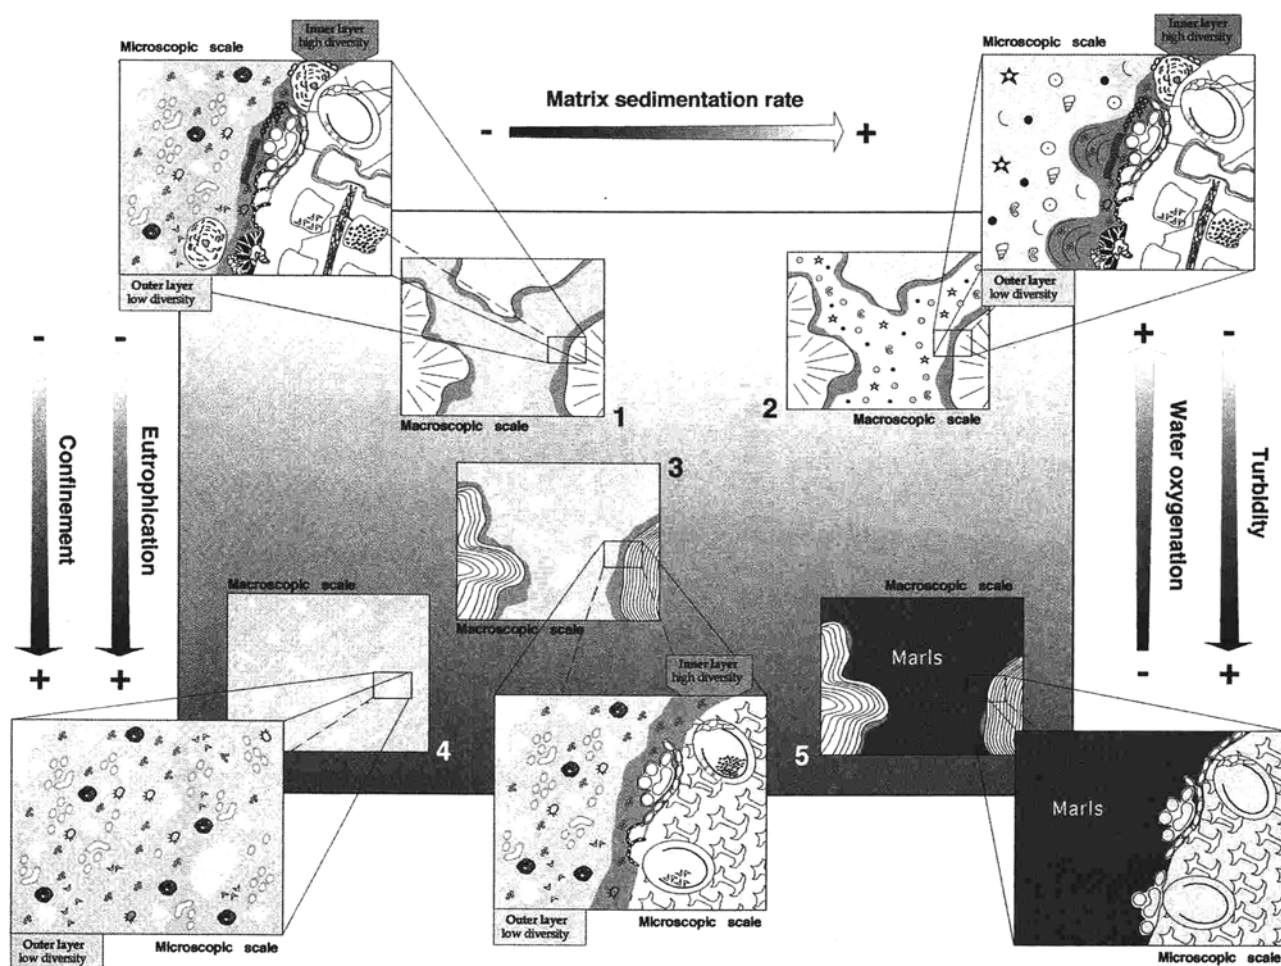 Inner layer
high diversity
Microscopic scale
Matrix sedimentation rate
-
+
Inner layer
high diversity
Microscopic scale
Outer layer
low diversity
Outer layer
low diversity
1
Macroscopic scale
2
Macroscopic scale
-
-
Confinement
Eutrophication
+
+
+
-
Water oxygenation
Turbidity
-
+
3
Macroscopic scale
Macroscopic scale
4
Macroscopic scale
Marls
5
Inner layer
high diversity
Outer layer
low diversity
Microscopic scale
Outer layer
low diversity
Microscopic scale
Marls
Microscopic scale